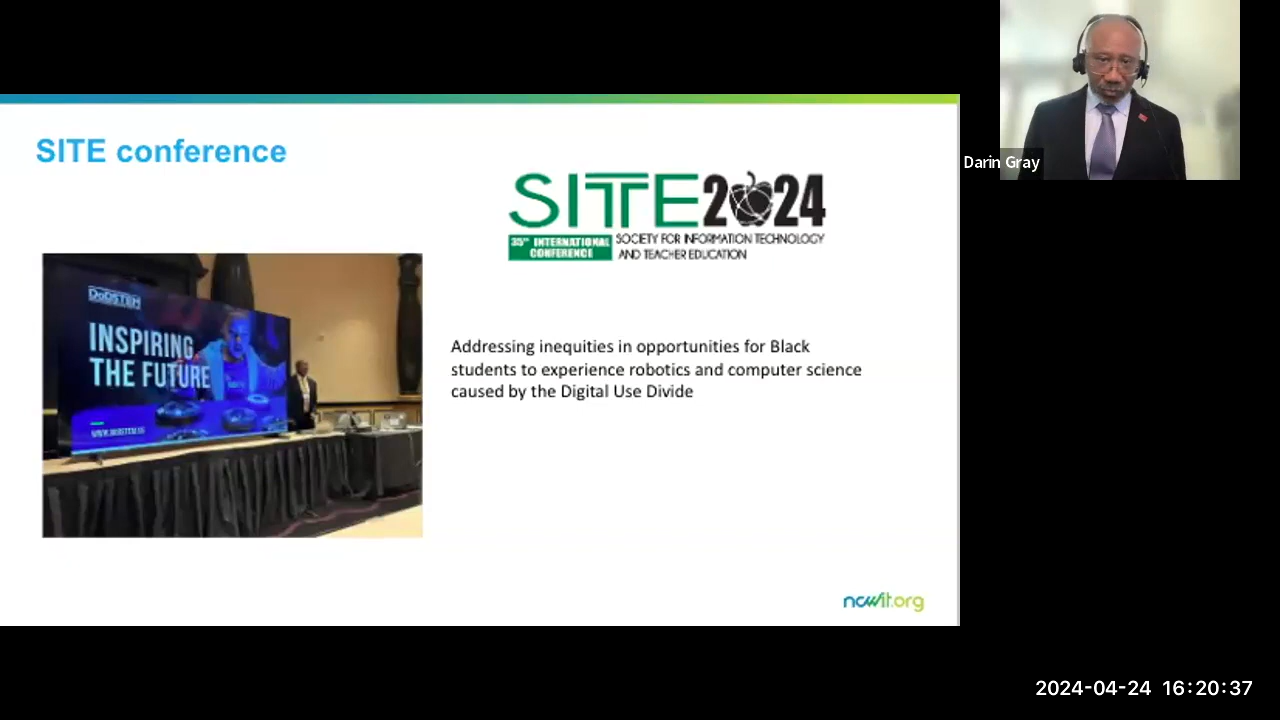 SITE conference
SITE 2024
35TH INTERNATIONAL CONFERENCE
SOCIETY FOR INFORMATION TECHNOLOGY
AND TEACHER EDUCATION
DoDSTEM
INSPIRING
THE FUTURE
Addressing inequities in opportunities for Black
students to experience robotics and computer science
caused by the Digital Use Divide
ncwit.org
Darin Gray
2024-04-24 16:20:37